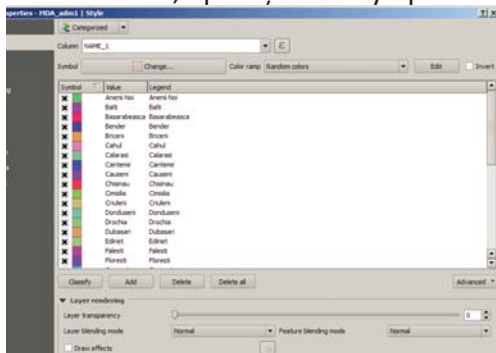 operties - MDA_adm1 | Style
Categorized
Column NAME_1 ε
Symbol Change... Color ramp Random colors Edit Invert
Symbol Value Legend
Anenii Noi Anenii Noi
Balti Balti
Basarabeasca Basarabeasca
Bender Bender
Briceni Briceni
Cahul Cahul
Calarasi Calarasi
Cantemir Cantemir
Causeni Causeni
Chisinau Chisinau
Cimislia Cimislia
Criuleni Criuleni
Donduseni Donduseni
Drochia Drochia
Dubasari Dubasari
Edinet Edinet
Falesti Falesti
Floresti Floresti
Classify Add Delete Delete all Advanced
Layer rendering
Layer transparency 0
Layer blending mode Normal Feature blending mode Normal
Draw effects